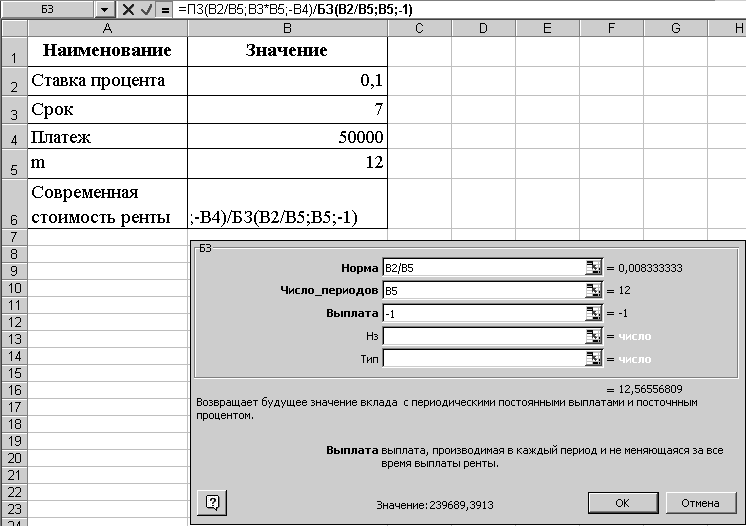 БЗ =ПЗ(B2/B5;B3*B5;-B4)/БЗ(B2/B5;B5;-1)
A B C D E F G H
1 Наименование Значение
2 Ставка процента 0,1
3 Срок 7
4 Платеж 50000
5 m 12
Современная
6 стоимость ренты ;-B4)/БЗ(B2/B5;B5;-1)
7
8 БЗ
9 Норма B2/B5 = 0,008333333
10 Число_периодов B5 = 12
11 Выплата -1 = -1
12
13 Нз = число
14 Тип = число
15
16 = 12,56556809
17 Возвращает будущее значение вклада с периодическими постоянными выплатами и посточнным
18 процентом.
19
20 Выплата выплата, производимая в каждый период и не меняющаяся за все
21 время выплаты ренты.
22
23 ? Значение:239689,3913 OK Отмена
24